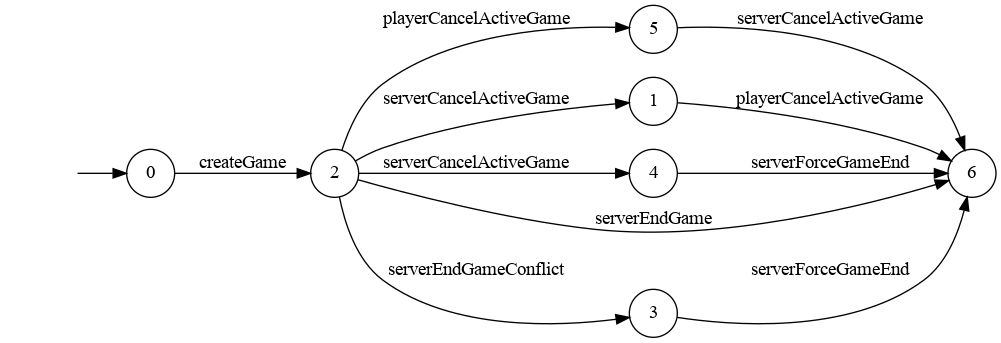 playerCancelActiveGame
serverCancelActiveGame
5
serverCancelActiveGame
1
playerCancelActiveGame
0
createGame
2
serverCancelActiveGame
4
serverForceGameEnd
6
serverEndGame
serverEndGameConflict
serverForceGameEnd
3